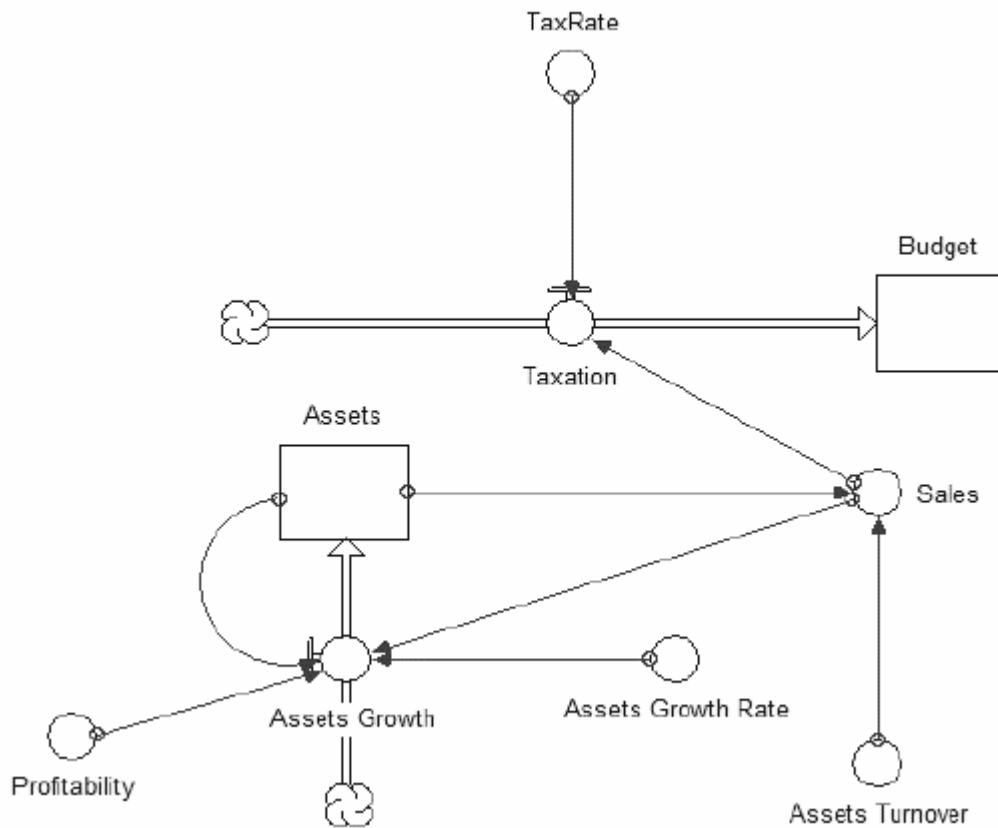 TaxRate
Budget
Taxation
Assets
Sales
Assets Growth
Assets Growth Rate
Profitability
Assets Turnover